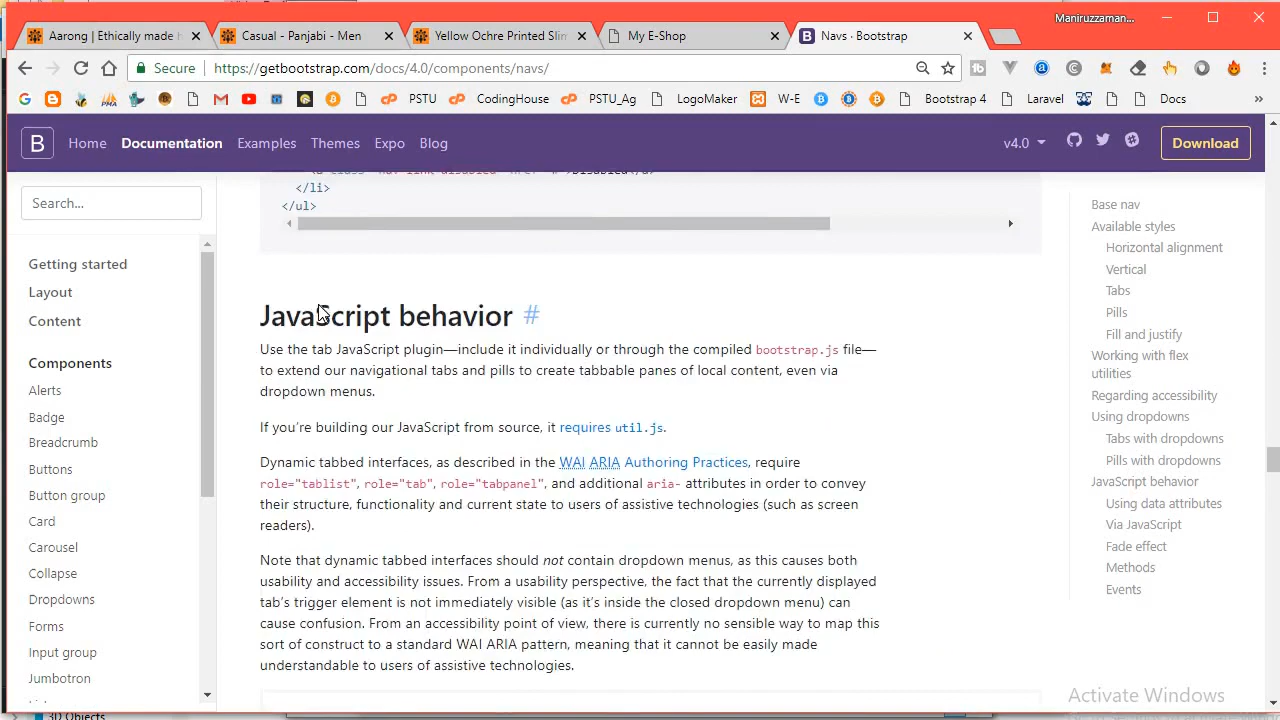 Maniruzzaman...
Aarong | Ethically made
Casual - Panjabi - Men
Yellow Ochre Printed Slim
My E-Shop
Navs · Bootstrap
Secure
https://getbootstrap.com/docs/4.0/components/navs/
PSTU
CodingHouse
PSTU_Ag
LogoMaker
W-E
Bootstrap 4
Laravel
Docs
»
B
Home
Documentation
Examples
Themes
Expo
Blog
v4.0
Download
Search...
</li>
</ul>
Getting started
Layout
Content
Components
Alerts
Badge
Breadcrumb
Buttons
Button group
Card
Carousel
Collapse
Dropdowns
Forms
Input group
Jumbotron
JavaScript behavior #
Use the tab JavaScript plugin—include it individually or through the compiled bootstrap.js file—
to extend our navigational tabs and pills to create tabbable panes of local content, even via
dropdown menus.
If you're building our JavaScript from source, it requires util.js.
Dynamic tabbed interfaces, as described in the WAI ARIA Authoring Practices, require
role="tablist", role="tab", role="tabpanel", and additional aria- attributes in order to convey
their structure, functionality and current state to users of assistive technologies (such as screen
readers).
Note that dynamic tabbed interfaces should not contain dropdown menus, as this causes both
usability and accessibility issues. From a usability perspective, the fact that the currently displayed
tab's trigger element is not immediately visible (as it's inside the closed dropdown menu) can
cause confusion. From an accessibility point of view, there is currently no sensible way to map this
sort of construct to a standard WAI ARIA pattern, meaning that it cannot be easily made
understandable to users of assistive technologies.
Base nav
Available styles
Horizontal alignment
Vertical
Tabs
Pills
Fill and justify
Working with flex
utilities
Regarding accessibility
Using dropdowns
Tabs with dropdowns
Pills with dropdowns
JavaScript behavior
Using data attributes
Via JavaScript
Fade effect
Methods
Events
Activate Windows
3D Objects